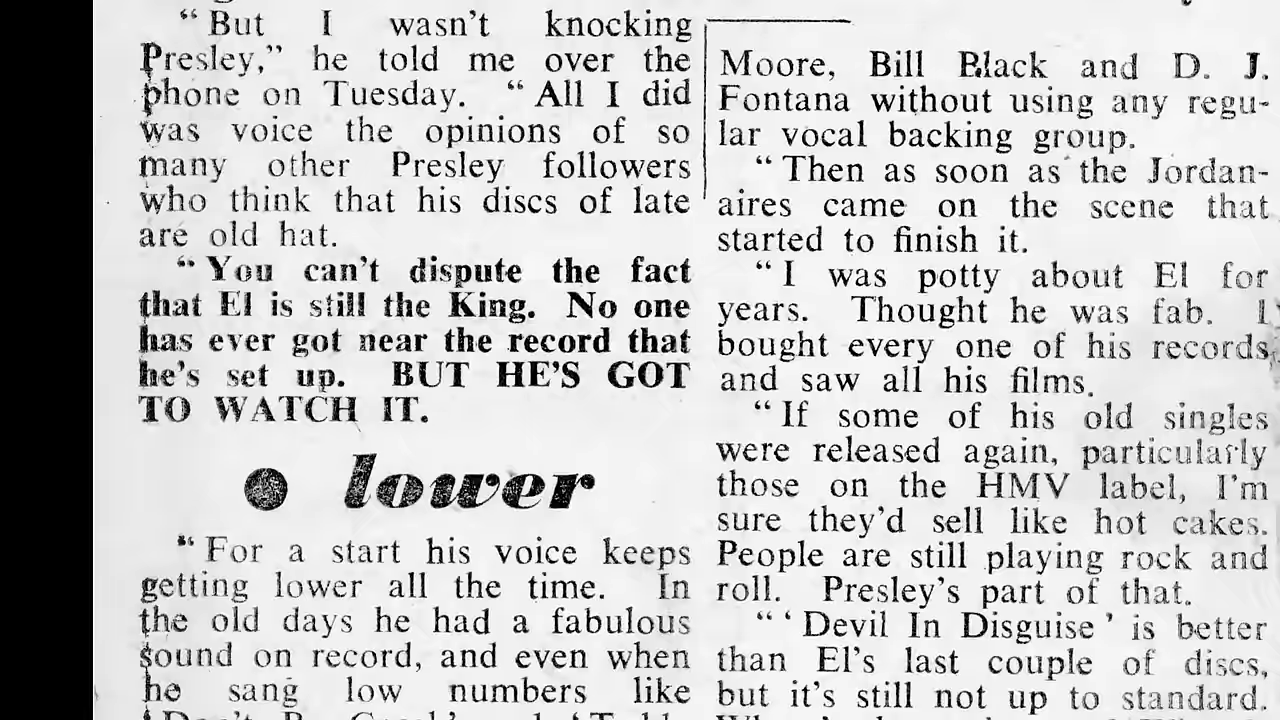 “But I wasn't knocking
Presley,” he told me over the
phone on Tuesday. “All I did
was voice the opinions of so
many other Presley followers
who think that his discs of late
are old hat.
“You can't dispute the fact
that El is still the King. No one
has ever got near the record that
he's set up. BUT HE'S GOT
TO WATCH IT.
● lower
“For a start his voice keeps
getting lower all the time. In
the old days he had a fabulous
sound on record, and even when
he sang low numbers like
Moore, Bill Black and D. J.
Fontana without using any regu-
lar vocal backing group.
“Then as soon as the Jordan-
aires came on the scene that
started to finish it.
“I was potty about El for
years. Thought he was fab. I
bought every one of his records
and saw all his films.
“If some of his old singles
were released again, particularly
those on the HMV label, I'm
sure they'd sell like hot cakes.
People are still playing rock and
roll. Presley's part of that.
“‘Devil In Disguise’ is better
than El's last couple of discs,
but it's still not up to standard.